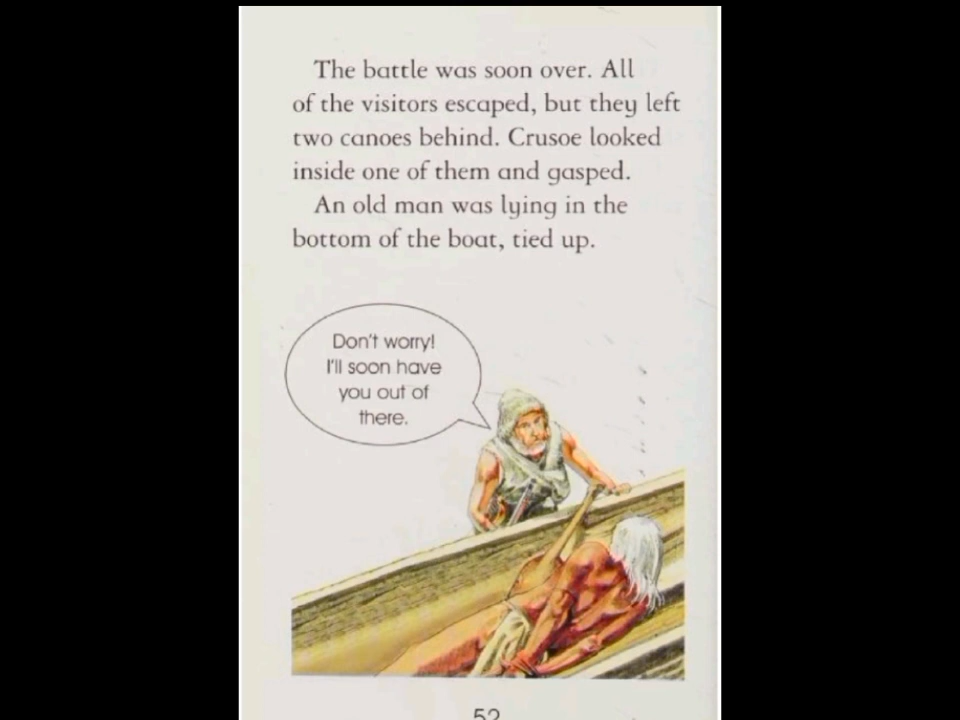 The battle was soon over. All
of the visitors escaped, but they left
two canoes behind. Crusoe looked
inside one of them and gasped.
An old man was lying in the
bottom of the boat, tied up.
Don't worry!
I'll soon have
you out of
there.
52